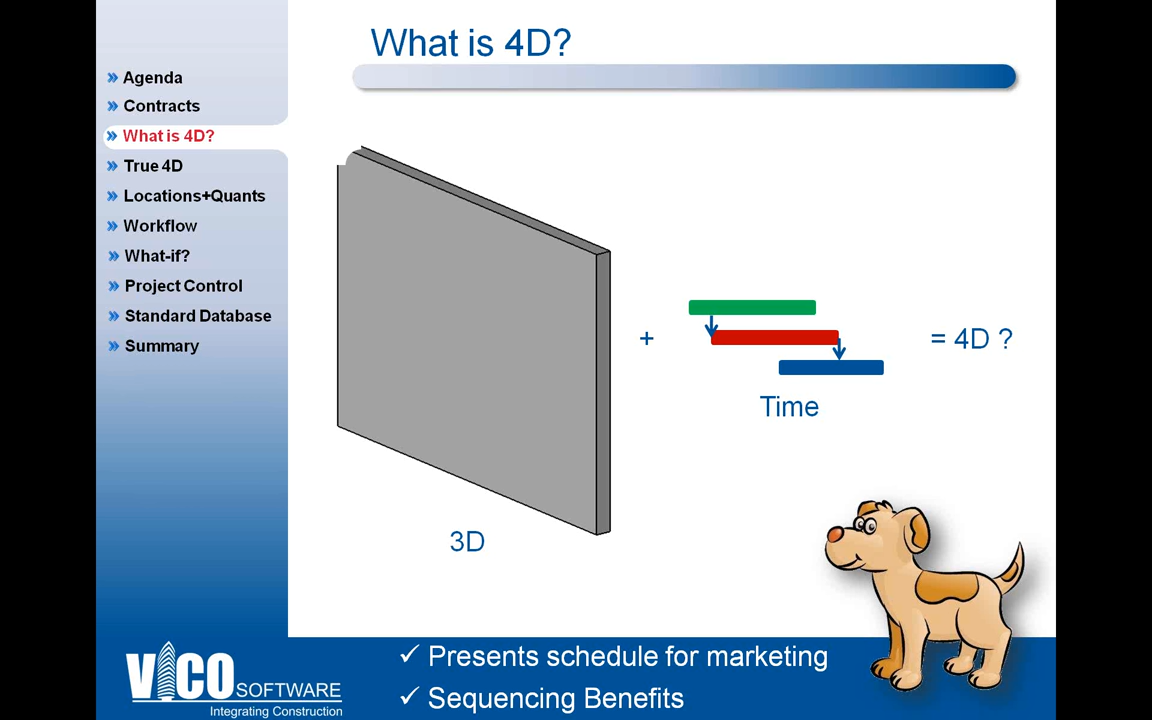 What is 4D?
Agenda
Contracts
What is 4D?
True 4D
Locations+Quants
Workflow
What-if?
Project Control
Standard Database
Summary
+
= 4D ?
Time
3D
✓ Presents schedule for marketing
✓ Sequencing Benefits
VICO SOFTWARE
Integrating Construction